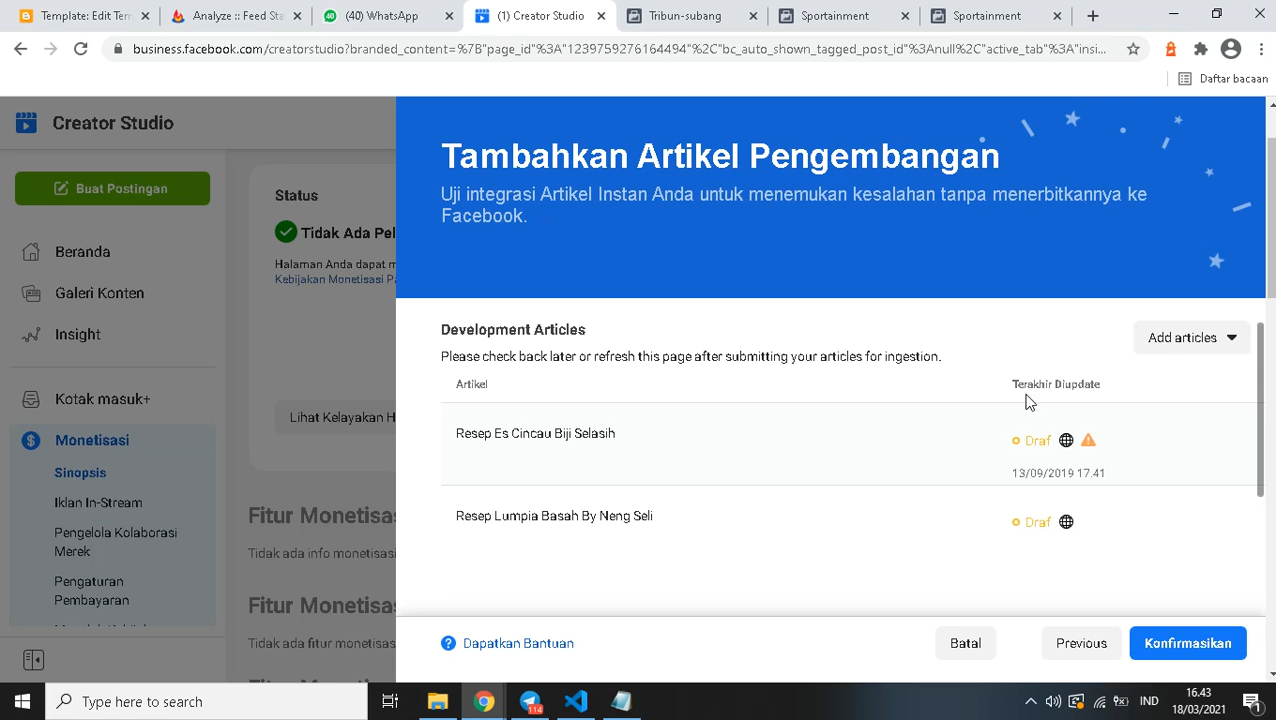 Template: Edit Tem
Analyze :: Feed Sta
(40) WhatsApp
(1) Creator Studio
Tribun-subang
Sportainment
Sportainment
business.facebook.com/creatorstudio?branded_content=%7B"page_id"%3A"1239759276164494"%2C"bc_auto_shown_tagged_post_id"%3Anull%2C"active_tab"%3A"insi...
Daftar bacaan
Creator Studio
Buat Postingan
Beranda
Galeri Konten
Insight
Kotak masuk+
Monetisasi
Sinopsis
Iklan In-Stream
Pengelola Kolaborasi
Merek
Pengaturan
Pembayaran
Status
Tidak Ada Pel
Halaman Anda dapat m
Kebijakan Monetisasi Pa
Lihat Kelayakan H
Fitur Monetisas
Tidak ada info monetisasi
Fitur Monetisas
Tidak ada fitur monetisas
Tambahkan Artikel Pengembangan
Uji integrasi Artikel Instan Anda untuk menemukan kesalahan tanpa menerbitkannya ke
Facebook.
Development Articles
Add articles
Please check back later or refresh this page after submitting your articles for ingestion.
Artikel
Terakhir Diupdate
Resep Es Cincau Biji Selasih
Draf
13/09/2019 17.41
Resep Lumpia Basah By Neng Seli
Draf
Dapatkan Bantuan
Batal
Previous
Konfirmasikan
Type here to search
114
IND
16.43
18/03/2021
1